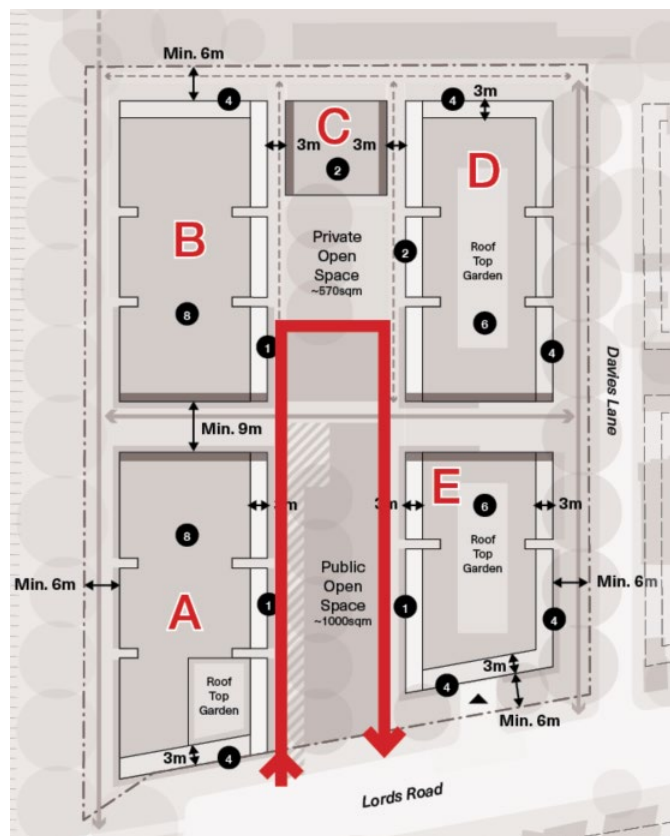 Min. 6m
4
C
4
3m
3m
3m
2
D
B
Private
Open
Space
~570sqm
2
Roof
Top
Garden
8
6
1
4
Davies Lane
Min. 9m
3m
3m
E
6
3m
8
Roof
Top
Garden
Min. 6m
Public
Open
Space
~1000sqm
Min. 6m
A
1
1
4
Roof
Top
Garden
3m
4
3m
4
Min. 6m
Lords Road